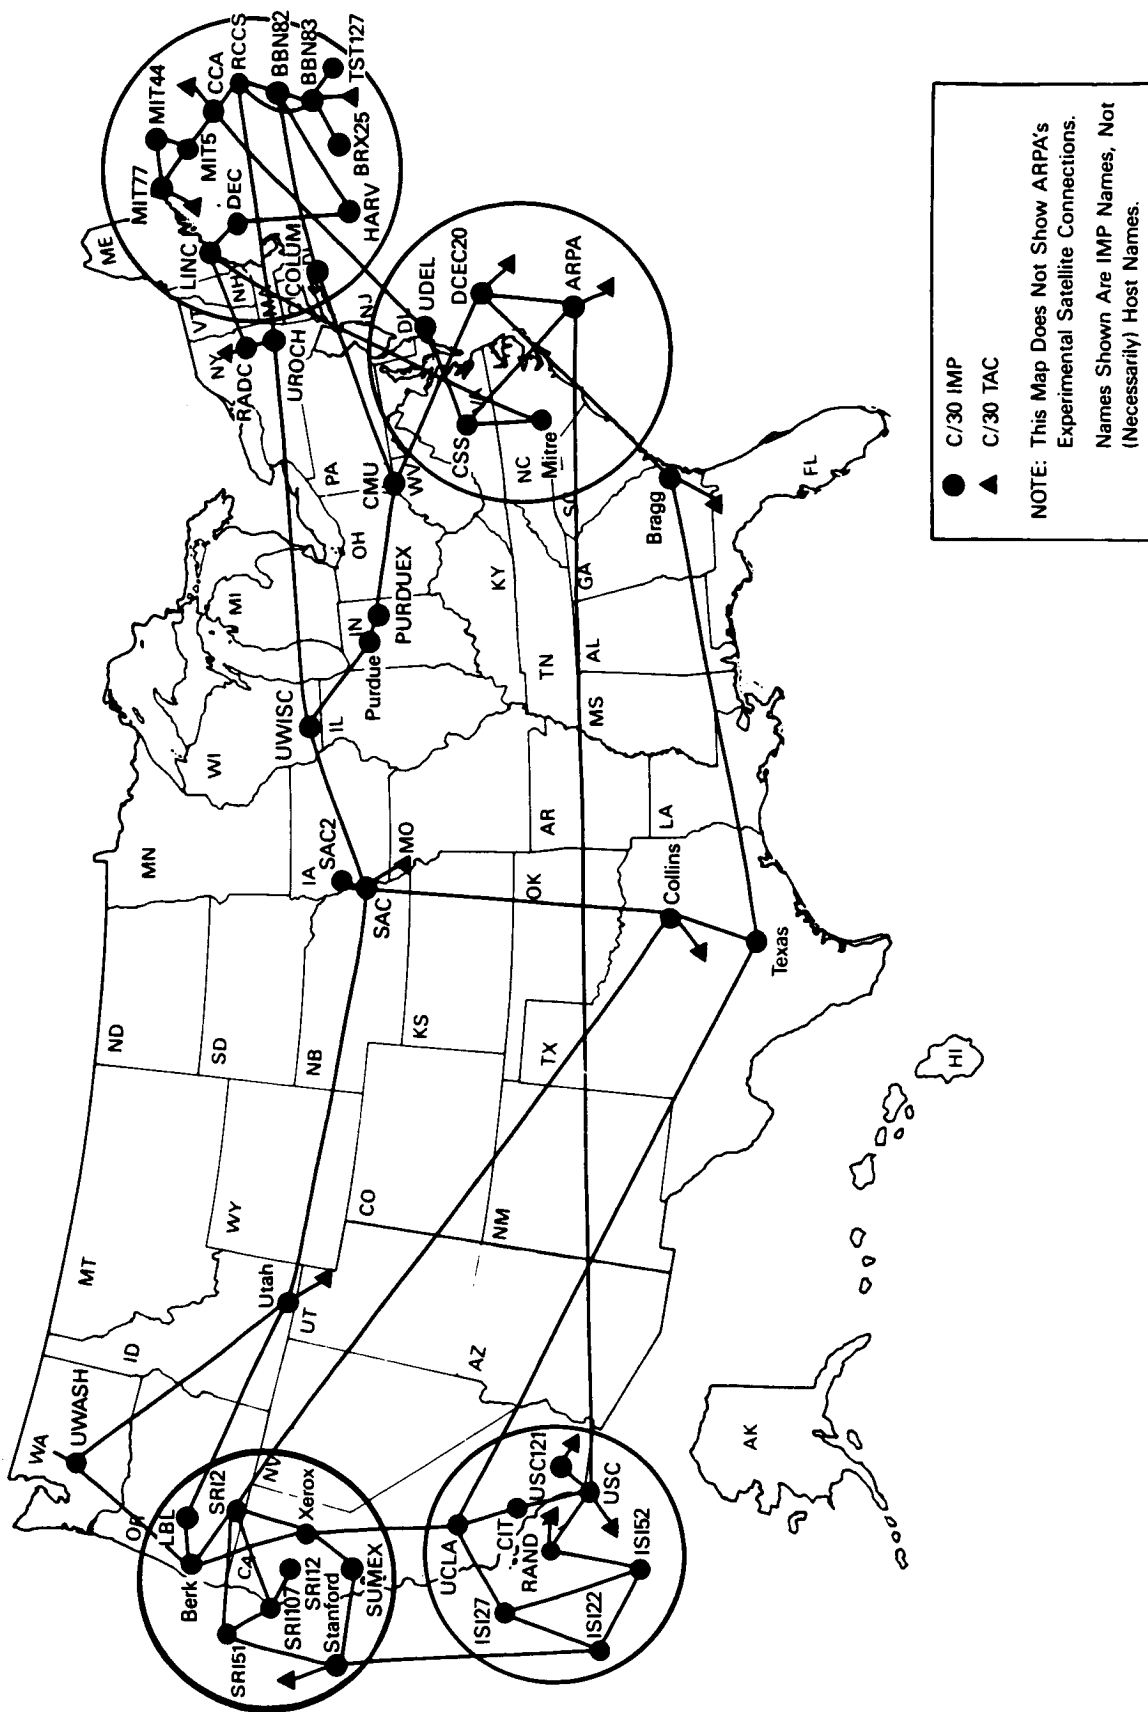 WA
UWASH
OR
ID
MT
ND
MN
WI
MI
ME
VT
NH
NY
MA
CT
NJ
PA
OH
IN
IL
IA
SD
NB
WY
UT
NV
CA
AZ
CO
NM
KS
TX
OK
MO
AR
LA
MS
AL
TN
KY
WV
VA
NC
SC
GA
FL
AK
HI
LBL
Berk
SRI2
Xerox
SRI51
SRI107
SRI12
Stanford
SUMEX
UCLA
CIT
RAND
USC121
USC
ISI27
ISI22
ISI52
Utah
SAC2
SAC
Collins
Texas
UWISC
Purdue
PURDUEX
CMU
Bragg
CSS
Mitre
UDEL
DCEC20
ARPA
RADC
UROCH
COLUM
LINC
MIT77
MIT44
MIT5
DEC
CCA
RCCS
BBN82
BBN83
TST127
BRX25
HARV
C/30 IMP
C/30 TAC
NOTE: This Map Does Not Show ARPA's
Experimental Satellite Connections.
Names Shown Are IMP Names, Not
(Necessarily) Host Names.